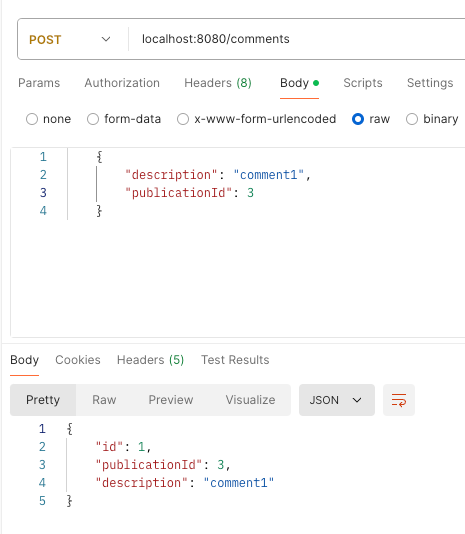 POST localhost:8080/comments
Params Authorization Headers (8) Body Scripts Settings
none form-data x-www-form-urlencoded raw binary
1 {
2 "description": "comment1",
3 "publicationId": 3
4 }
Body Cookies Headers (5) Test Results
Pretty Raw Preview Visualize JSON
1 {
2 "id": 1,
3 "publicationId": 3,
4 "description": "comment1"
5 }